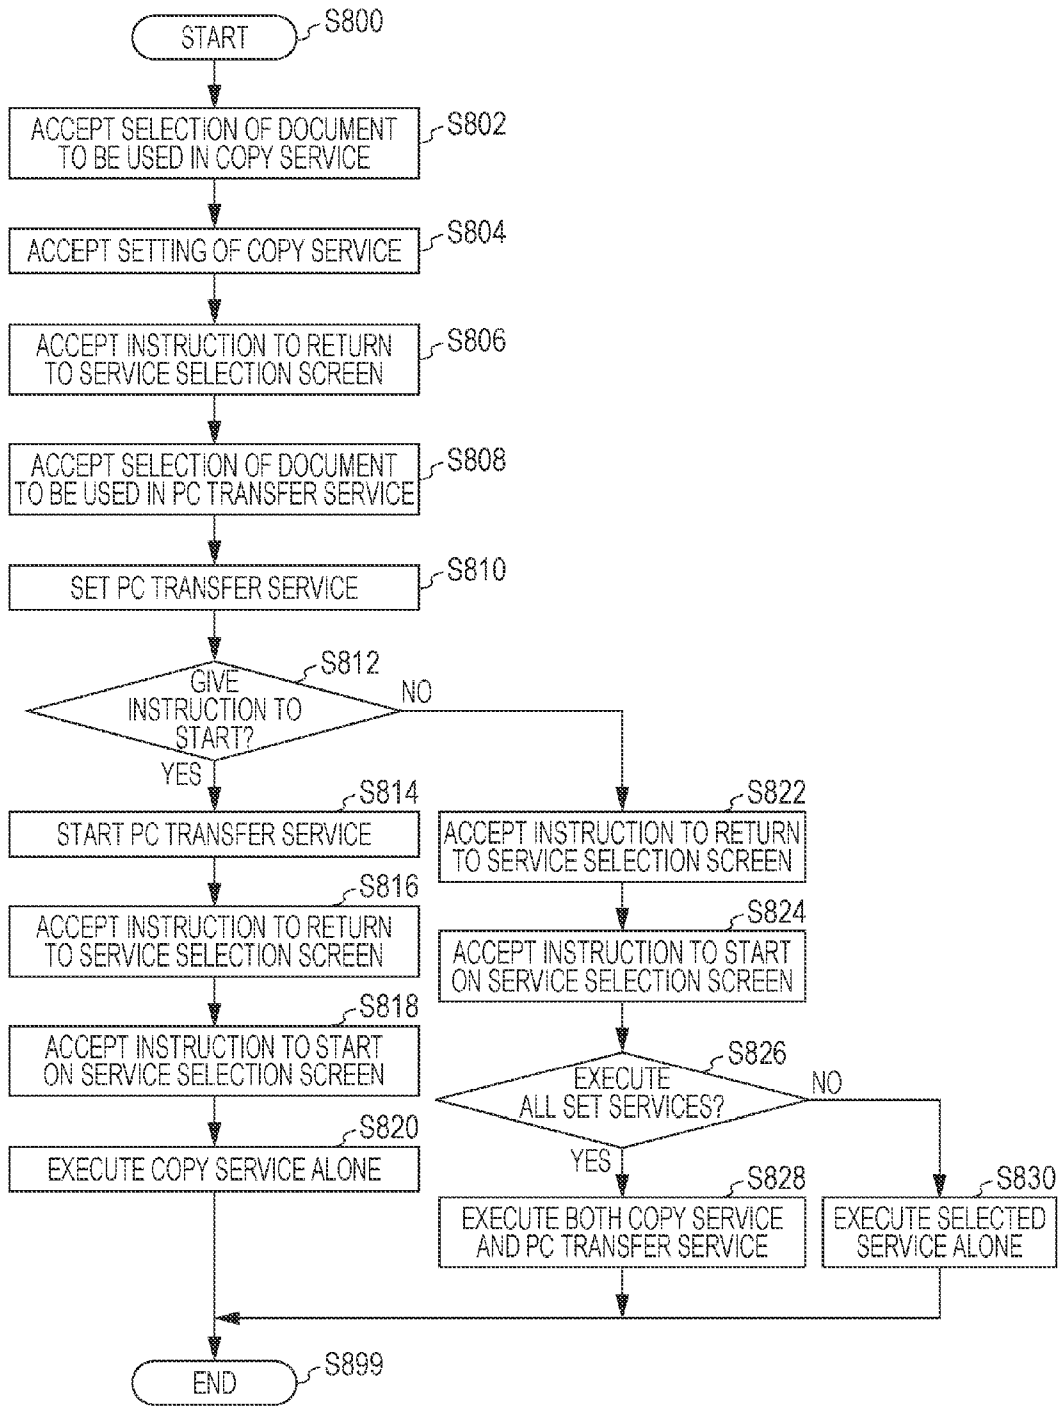 START
S800
ACCEPT SELECTION OF DOCUMENT
TO BE USED IN COPY SERVICE
S802
ACCEPT SETTING OF COPY SERVICE
S804
ACCEPT INSTRUCTION TO RETURN
TO SERVICE SELECTION SCREEN
S806
ACCEPT SELECTION OF DOCUMENT
TO BE USED IN PC TRANSFER SERVICE
S808
SET PC TRANSFER SERVICE
S810
GIVE
INSTRUCTION TO
START?
S812
NO
YES
START PC TRANSFER SERVICE
S814
ACCEPT INSTRUCTION TO RETURN
TO SERVICE SELECTION SCREEN
S816
ACCEPT INSTRUCTION TO START
ON SERVICE SELECTION SCREEN
S818
EXECUTE COPY SERVICE ALONE
S820
ACCEPT INSTRUCTION TO RETURN
TO SERVICE SELECTION SCREEN
S822
ACCEPT INSTRUCTION TO START
ON SERVICE SELECTION SCREEN
S824
EXECUTE
ALL SET SERVICES?
S826
NO
YES
EXECUTE BOTH COPY SERVICE
AND PC TRANSFER SERVICE
S828
EXECUTE SELECTED
SERVICE ALONE
S830
END
S899